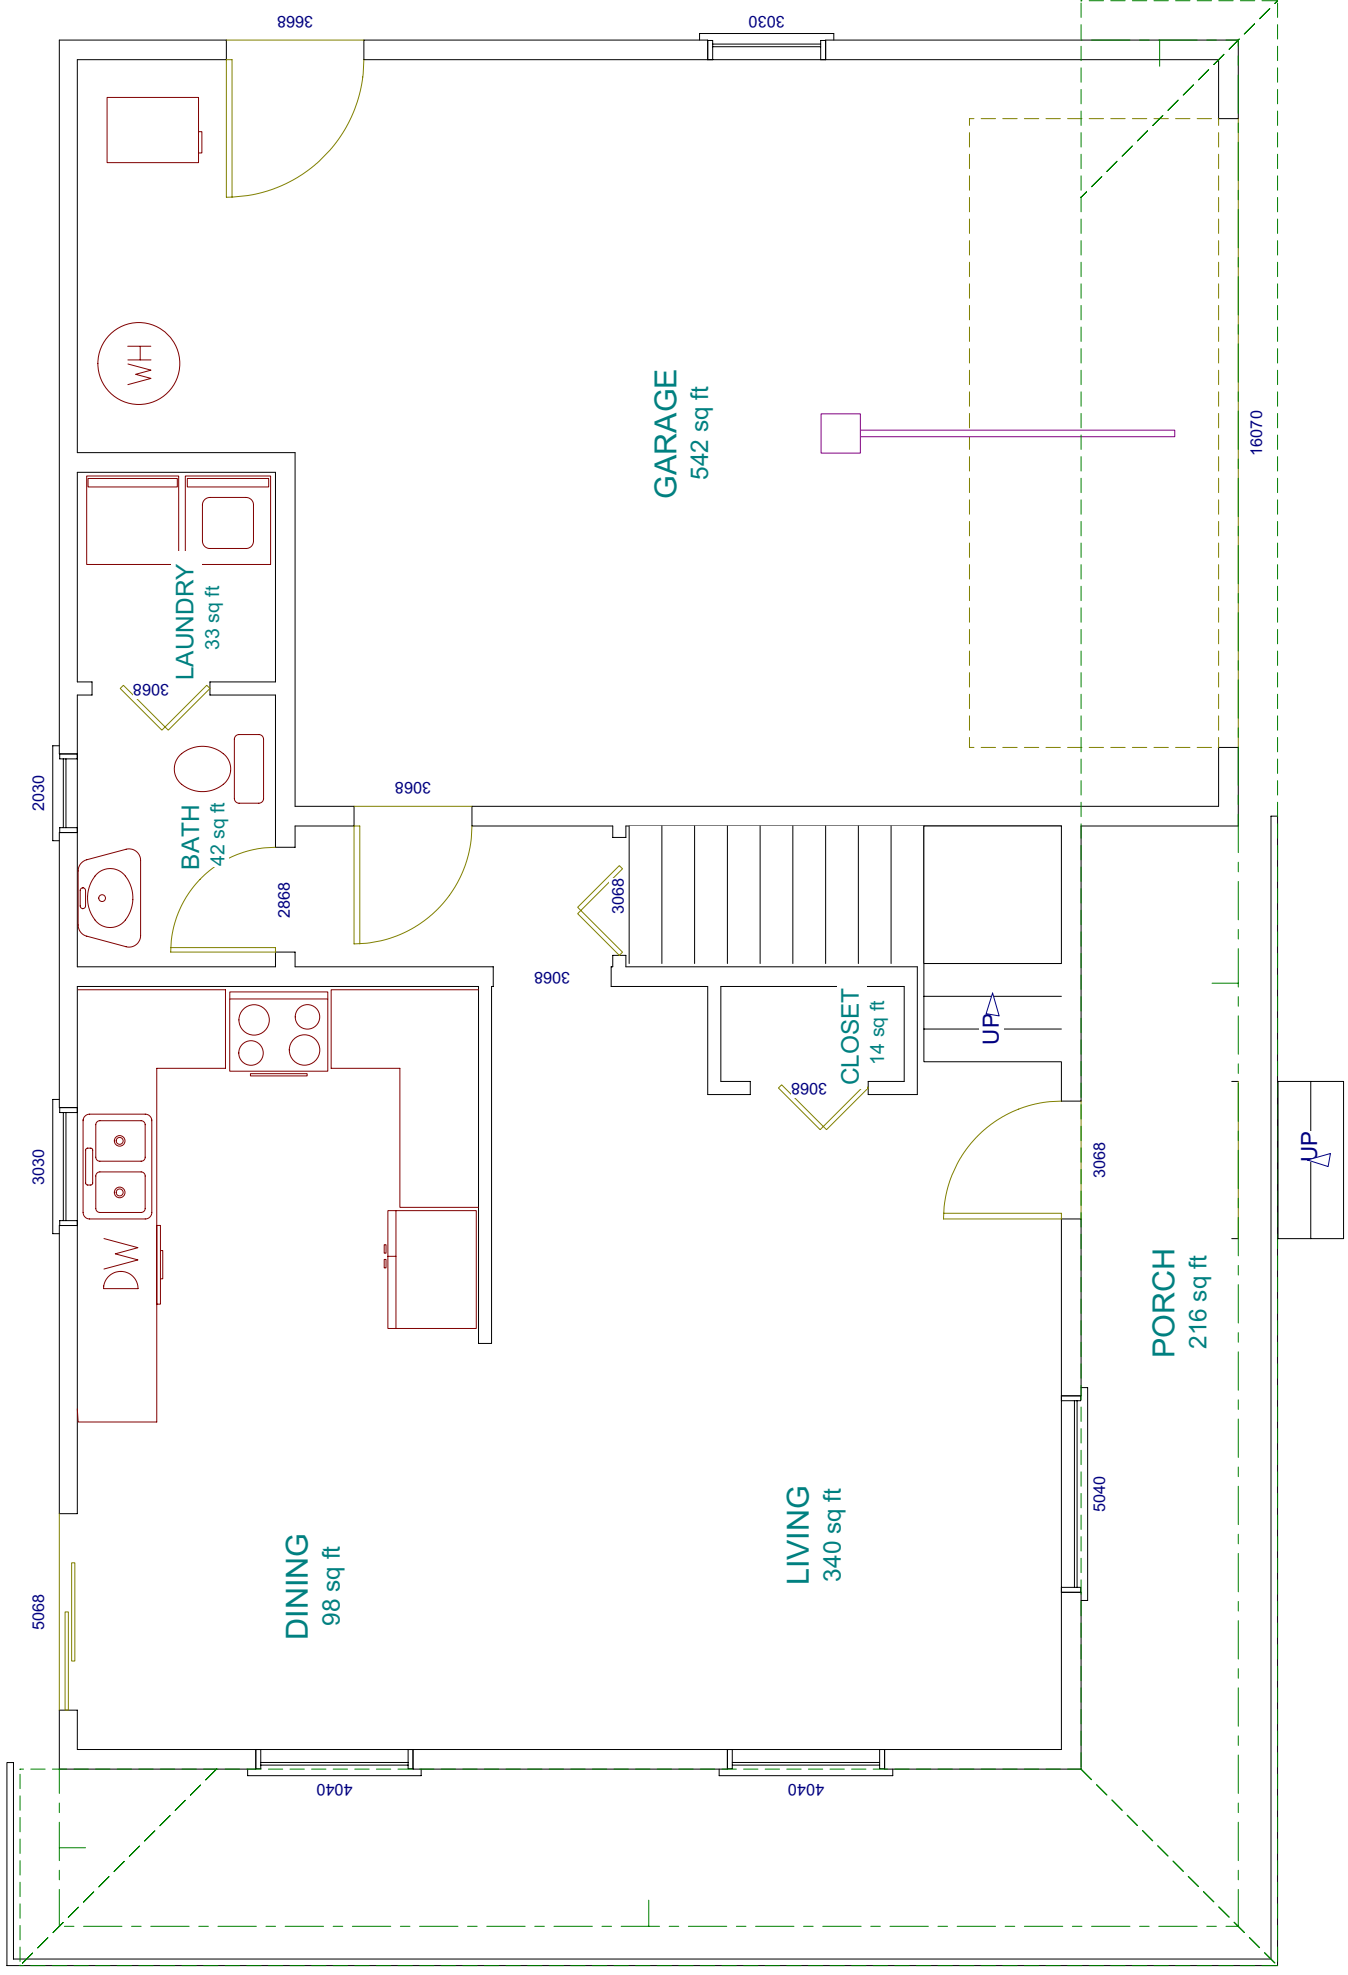 3668
3030
WH
GARAGE
542 sq ft
16070
LAUNDRY
33 sq ft
3068
2030
BATH
42 sq ft
3068
2868
3068
3068
CLOSET
14 sq ft
UP
3068
3030
DW
3068
UP
PORCH
216 sq ft
5040
LIVING
340 sq ft
DINING
98 sq ft
5068
4040
4040